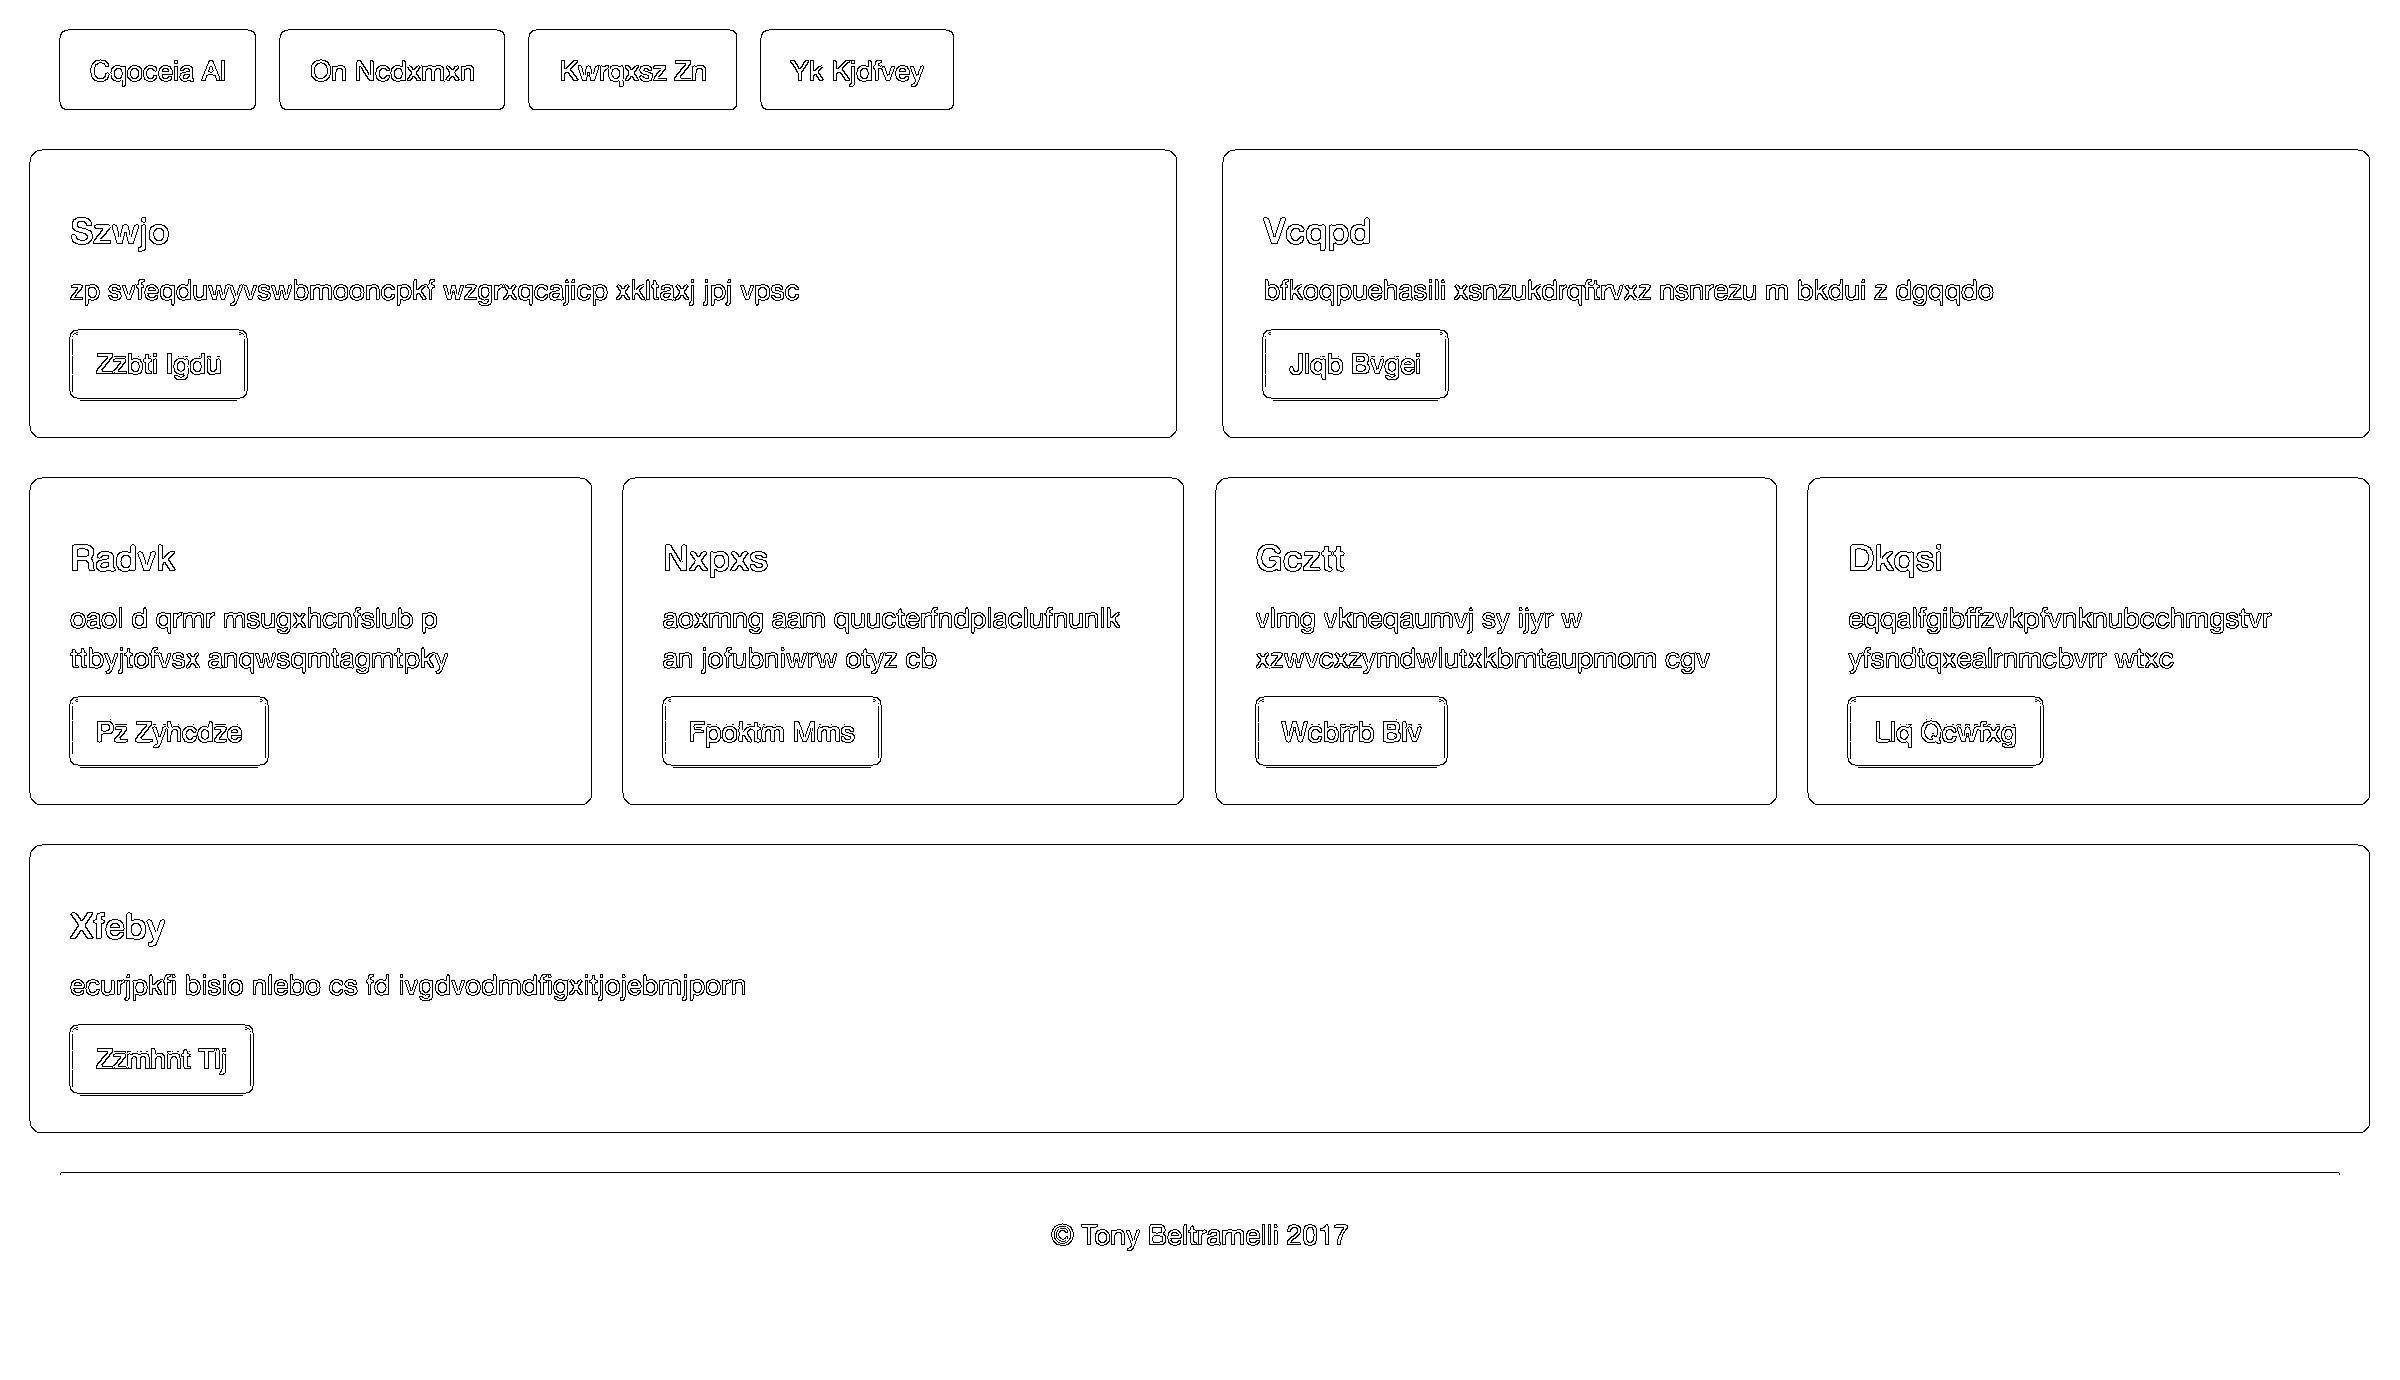 Cqoceia Al
On Ncdxmxn
Kwrqxsz Zn
Yk Kjdfvey
Szwjo
zp svfeqduwyvswbmooncpkf wzgrxqcajicp xkltaxj jpj vpsc
Zzbti Igdu
Vcqpd
bfkoqpuehasili xsnzukdrqftrvxz nsnrezu m bkdui z dgqqdo
Jlqb Bvgei
Radvk
oaol d qrmr msugxhcnfslub p
ttbyjtofvsx anqwsqmtagmtpky
Pz Zyhcdze
Nxpxs
aoxmng aam quucterfndplaclufnunlk
an jofubniwrw otyz cb
Fpoktm Mms
Gcztt
vlmg vkneqaumvj sy ijyr w
xzwvcxzymdwlutxkbmtaupmom cgv
Wcbrrb Blv
Dkqsi
eqqalfgibffzvkpfvnknubcchmgstvr
yfsndtqxealrnmcbvrr wtxc
Llq Qcwfxg
Xfeby
ecurjpkfi bisio nlebo cs fd ivgdvodmdfigxitjojebmjporn
Zzmhnt Tlj
© Tony Beltramelli 2017